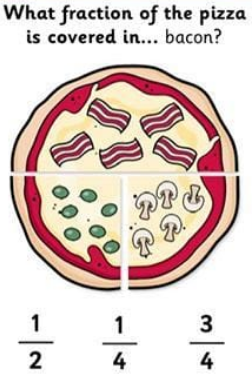 What fraction of the pizza
is covered in... bacon?
1/2 1/4 3/4